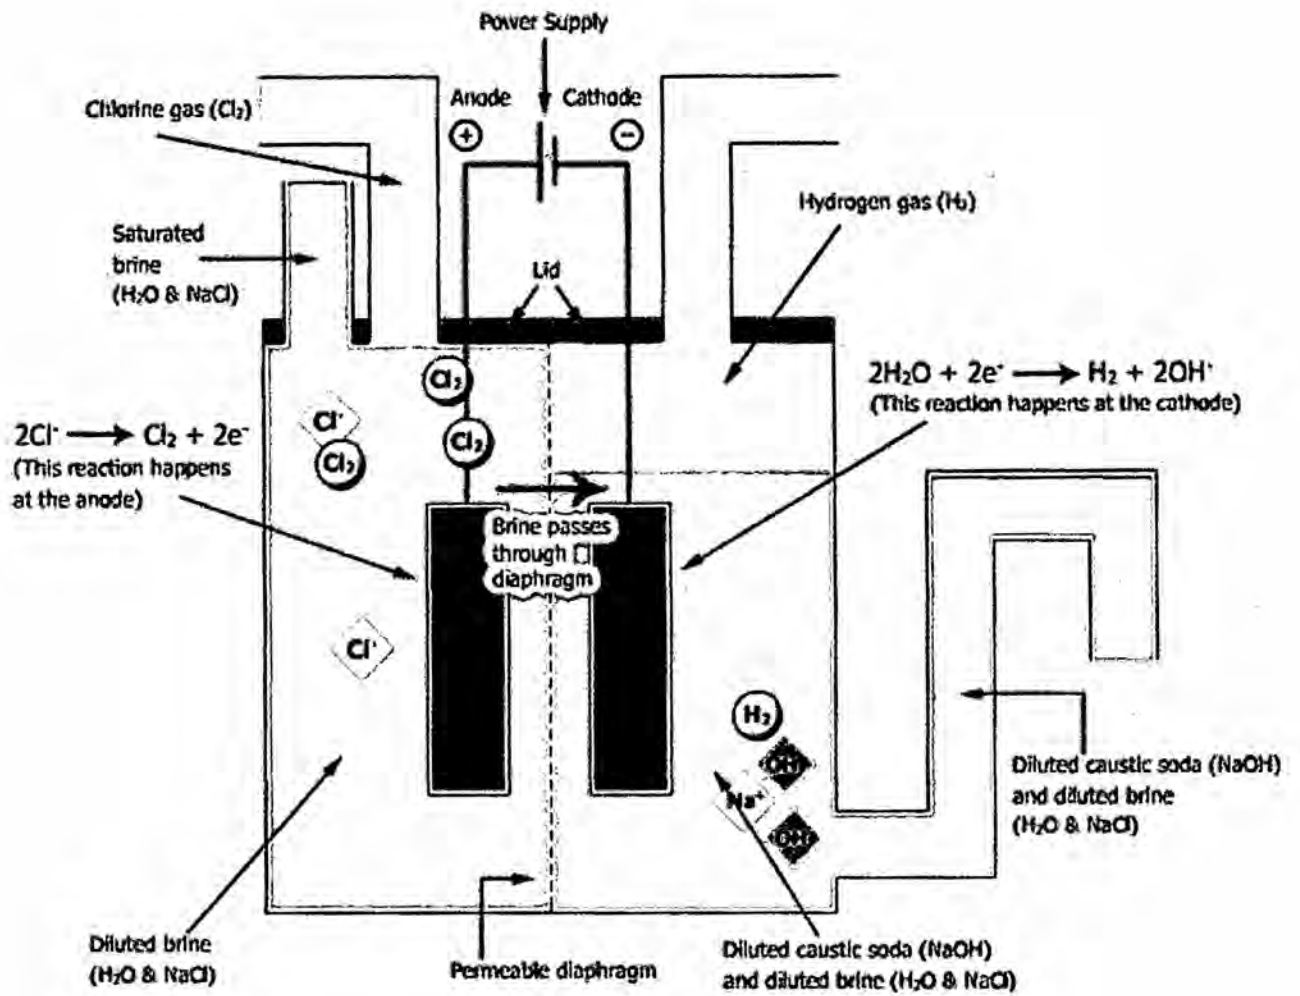 Power Supply
Anode
Cathode
+
−
Chlorine gas (Cl₂)
Hydrogen gas (H₂)
Saturated
brine
(H₂O & NaCl)
Lid
2H₂O + 2e⁻ → H₂ + 2OH⁻
(This reaction happens at the cathode)
Cl₂
Cl⁻
Cl₂
Cl₂
2Cl⁻ → Cl₂ + 2e⁻
(This reaction happens
at the anode)
Brine passes
through
diaphragm
Cl⁻
H₂
OH⁻
Na⁺
OH⁻
Diluted caustic soda (NaOH)
and diluted brine
(H₂O & NaCl)
Diluted brine
(H₂O & NaCl)
Permeable diaphragm
Diluted caustic soda (NaOH)
and diluted brine (H₂O & NaCl)